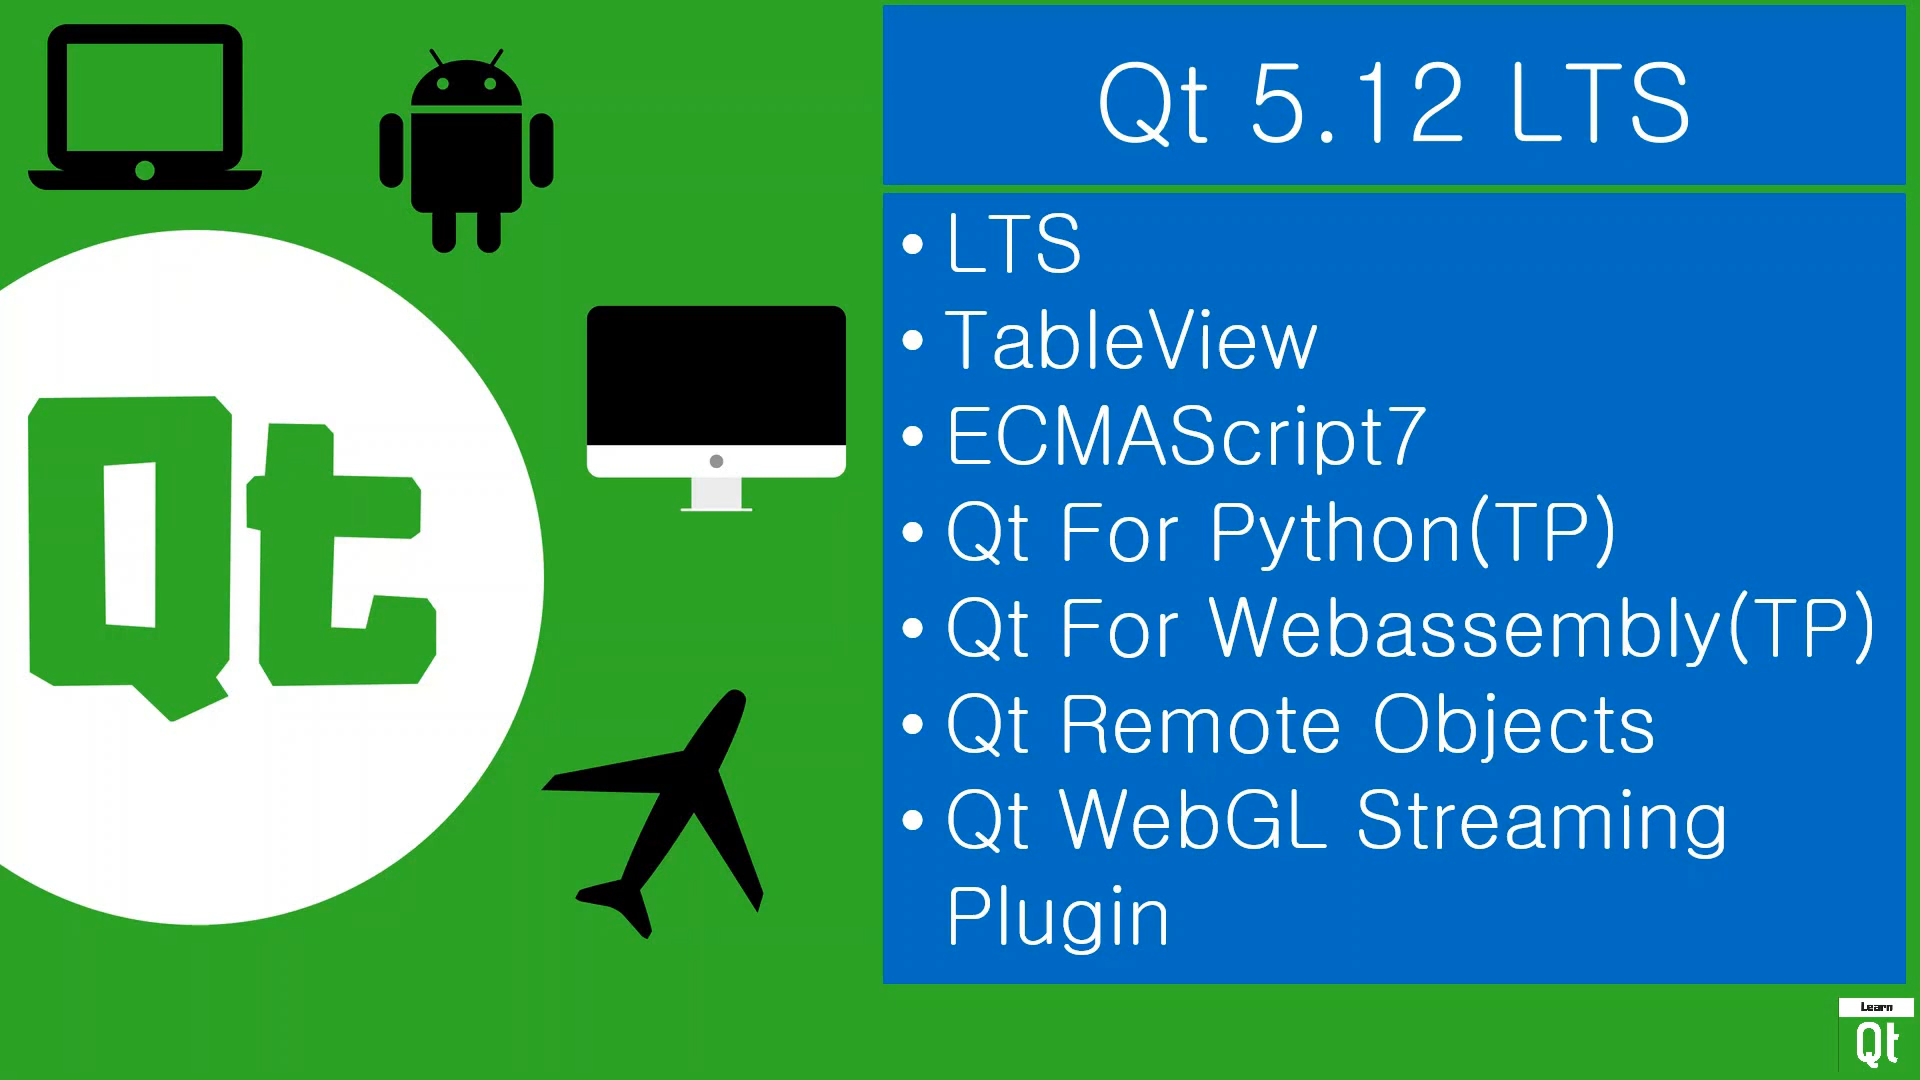 Qt 5.12 LTS
• LTS
• TableView
• ECMAScript7
• Qt For Python(TP)
• Qt For Webassembly(TP)
• Qt Remote Objects
• Qt WebGL Streaming
Plugin
Qt
Learn
Qt